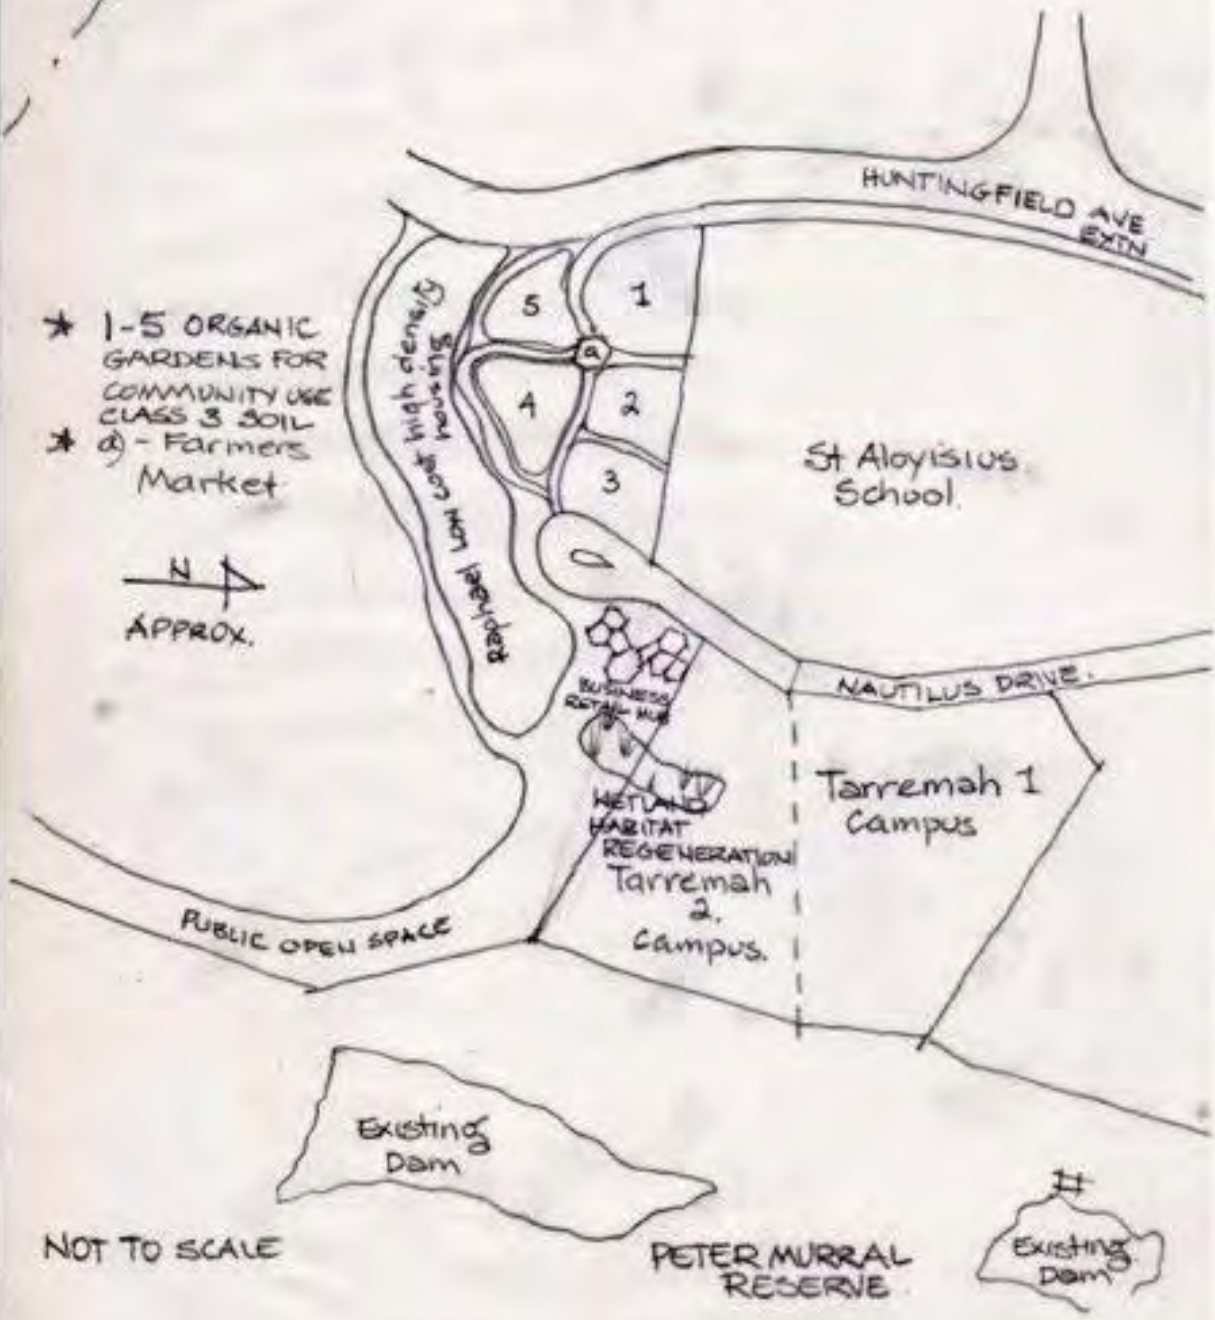 HUNTINGFIELD AVE
EXTN
1
5
a
4
2
3
* 1-5 ORGANIC
GARDENS FOR
COMMUNITY USE
CLASS 3 SOIL
* a) - Farmers
Market
N
APPROX.
Raphael Low cost high density
Housing
St Aloyisius
School.
NAUTILUS DRIVE.
BUSINESS
RETAIL HUB
Tarremah 1
Campus
WETLAND
HABITAT
REGENERATION
Tarremah
2.
Campus.
PUBLIC OPEN SPACE
Existing
Dam
NOT TO SCALE
PETER MURRAL
RESERVE
Existing
Dam